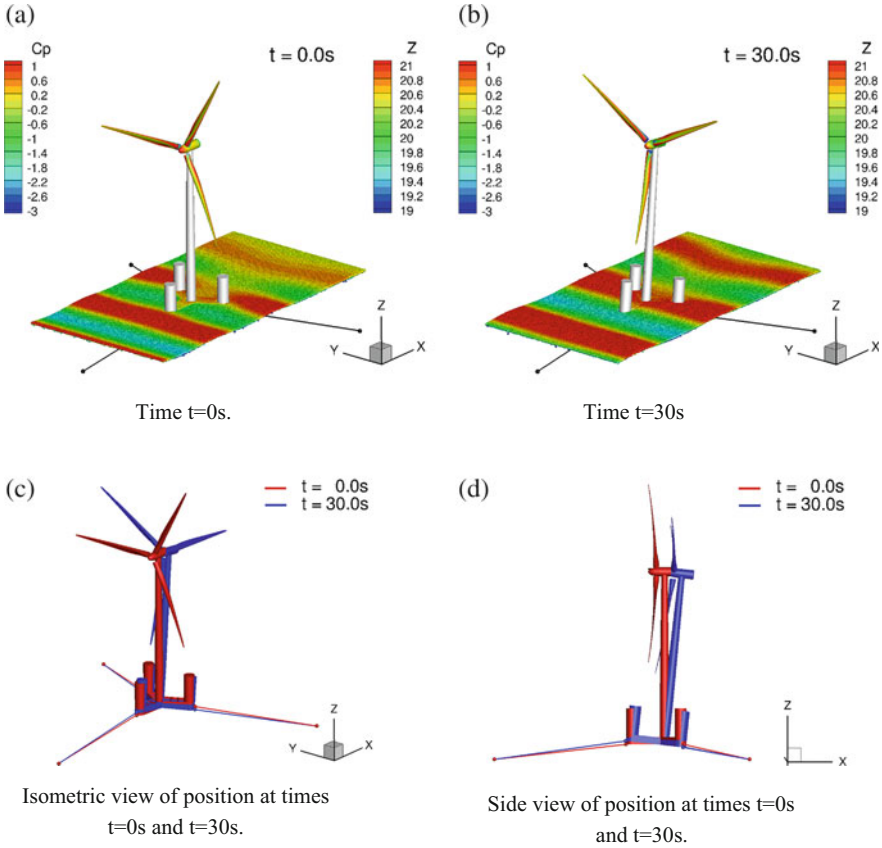 (a)
Cp
1
0.6
0.2
-0.2
-0.6
-1
-1.4
-1.8
-2.2
-2.6
-3
t = 0.0s
Z
21
20.8
20.6
20.4
20.2
20
19.8
19.6
19.4
19.2
19
Z
Y
X
Time t=0s.
(b)
Cp
1
0.6
0.2
-0.2
-0.6
-1
-1.4
-1.8
-2.2
-2.6
-3
t = 30.0s
Z
21
20.8
20.6
20.4
20.2
20
19.8
19.6
19.4
19.2
19
Z
Y
X
Time t=30s
(c)
t = 0.0s
t = 30.0s
Z
Y
X
Isometric view of position at times
t=0s and t=30s.
(d)
t = 0.0s
t = 30.0s
Z
Y
X
Side view of position at times t=0s
and t=30s.